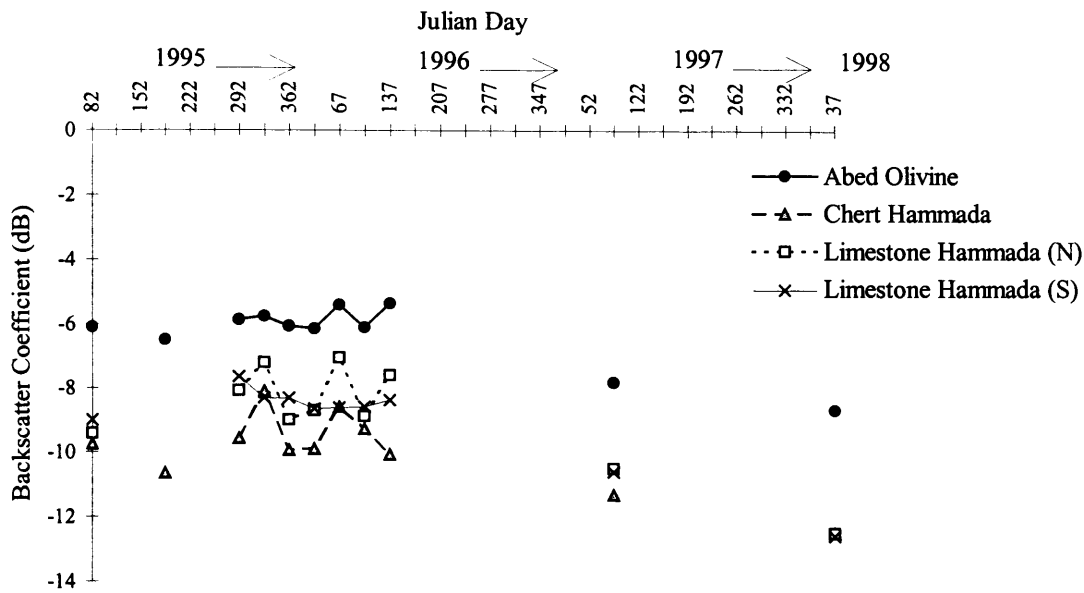 Julian Day
1995 1996 1997 1998
82 152 222 292 362 67 137 207 277 347 52 122 192 262 332 37
0
-2
-4
-6
-8
-10
-12
-14
Backscatter Coefficient (dB)
Abed Olivine
Chert Hammada
Limestone Hammada (N)
Limestone Hammada (S)